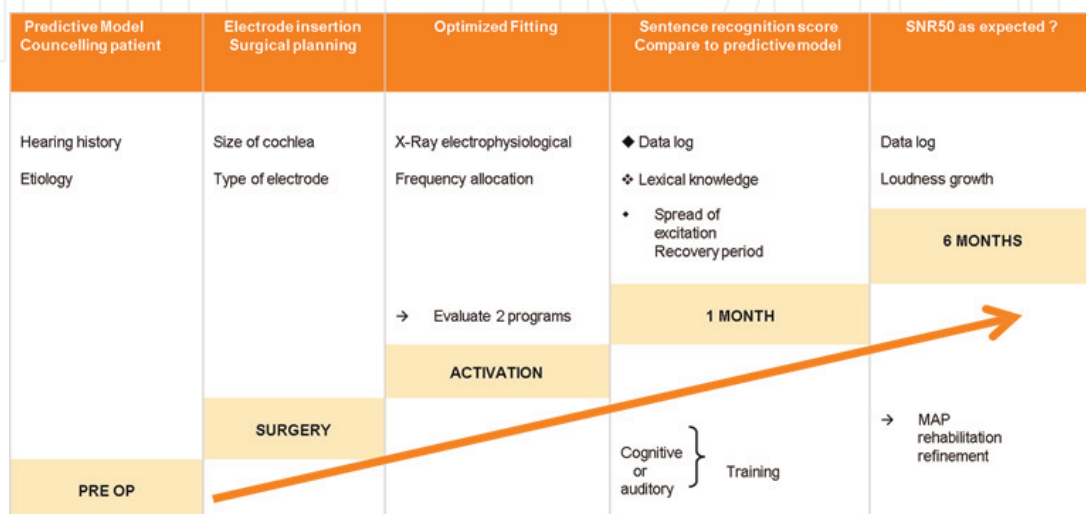 Predictive Model
Councelling patient
Electrode insertion
Surgical planning
Optimized Fitting
Sentence recognition score
Compare to predictive model
SNR50 as expected ?
Hearing history
Etiology
PRE OP
Size of cochlea
Type of electrode
SURGERY
X-Ray electrophysiological
Frequency allocation
→ Evaluate 2 programs
ACTIVATION
◆ Data log
❖ Lexical knowledge
⬩ Spread of
excitation
Recovery period
1 MONTH
Cognitive
or
auditory
Training
Data log
Loudness growth
6 MONTHS
→ MAP
rehabilitation
refinement